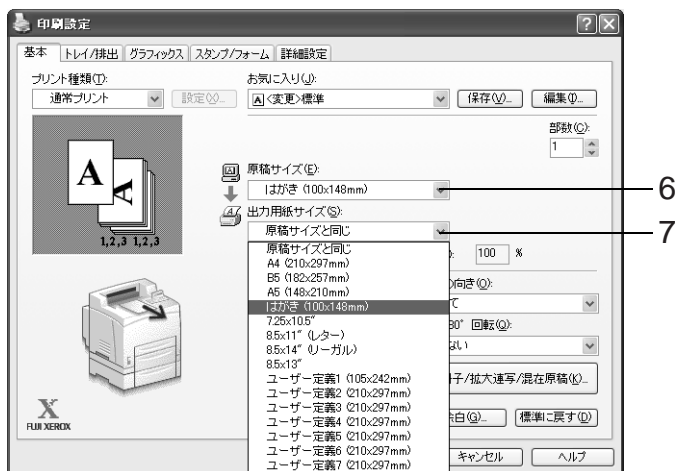 印刷設定
基本 トレイ/排出 グラフィックス スタンプ/フォーム 詳細設定
プリント種類(T):
通常プリント
設定(X)...
お気に入り(J):
A <変更>標準
保存(V)...
編集(I)...
部数(C):
1
A
A
1,2,3 1,2,3
原稿サイズ(E):
はがき (100x148mm)
6
出力用紙サイズ(S):
原稿サイズと同じ
7
原稿サイズと同じ
A4 (210x297mm)
B5 (182x257mm)
A5 (148x210mm)
はがき (100x148mm)
7.25x10.5"
8.5x11" (レター)
8.5x14" (リーガル)
8.5x13"
ユーザー定義1 (105x242mm)
ユーザー定義2 (210x297mm)
ユーザー定義3 (210x297mm)
ユーザー定義4 (210x297mm)
ユーザー定義5 (210x297mm)
ユーザー定義6 (210x297mm)
ユーザー定義7 (210x297mm)
100 %
向き(O):
て
回転(Q):
ない
子/拡大連写/混在原稿(K)...
余白(G)...
標準に戻す(D)
キャンセル
ヘルプ
X
FUJI XEROX